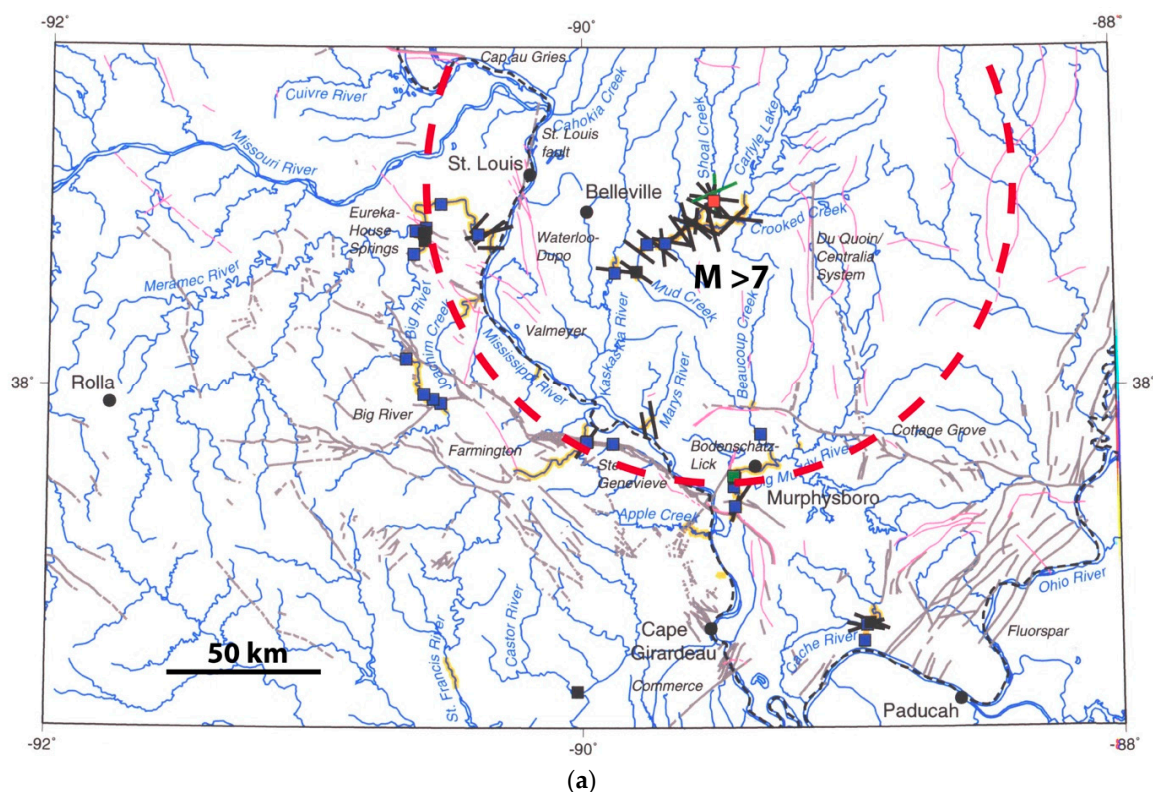 -92°
-90°
-88°
Cap au Gries
Cuivre River
Cahokia Creek
Missouri River
St. Louis
fault
St. Louis
Shoal Creek
Carlyle Lake
Belleville
Eureka-
House
Springs
Waterloo-
Dupo
Crooked Creek
Du Quoin/
Centralia
System
Meramec River
M >7
Mud Creek
Big River
Joachim Creek
Valmeyer
Mississippi River
Kaskaskia River
Marys River
Beaucoup Creek
38°
38°
Rolla
Big River
Farmington
Ste
Genevieve
Bodenschatz-
Lick
Cottage Grove
Big Muddy River
Murphysboro
Apple Creek
Ohio River
Castor River
Cape
Girardeau
Cache River
Fluorspar
50 km
St. Francis River
Commerce
Paducah
-92
-90
-88
(a)